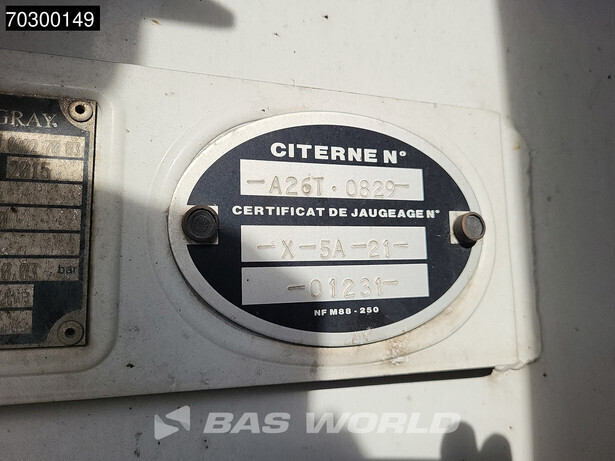 70300149
GRAY.
2015
bar
CITERNE N°
-A26T·0829-
CERTIFICAT DE JAUGEAGE N°
-X-5A-21-
-01231-
NF M88-250
BAS WORLD